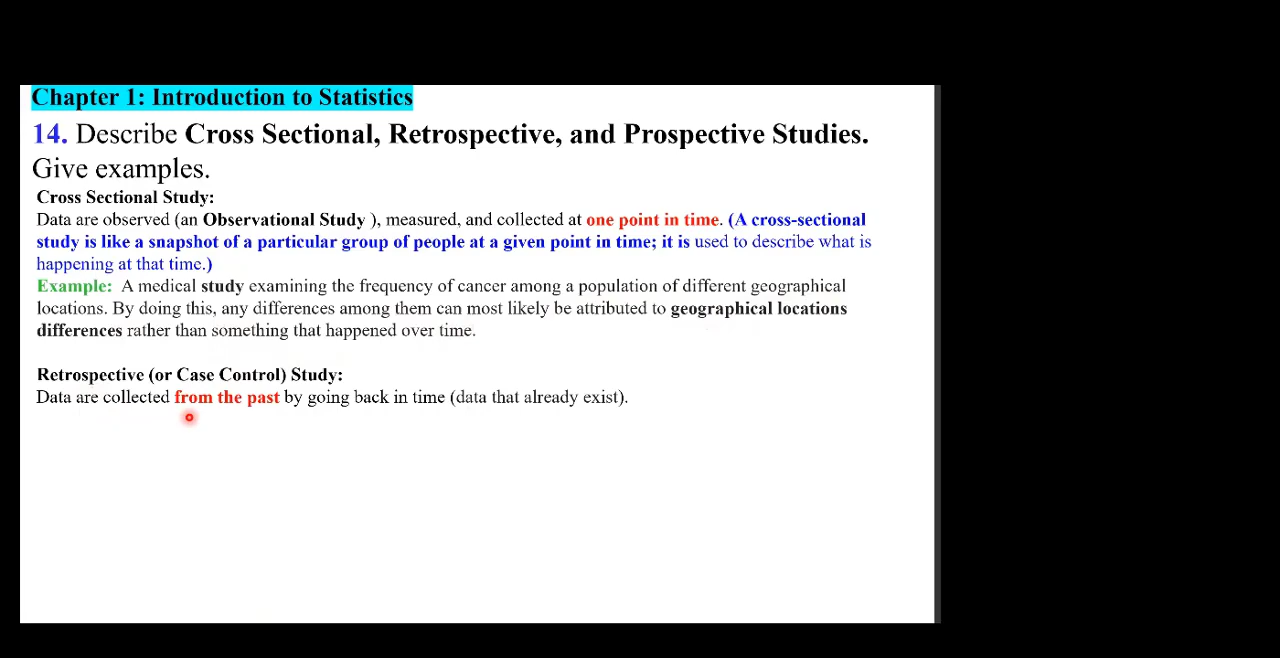 Chapter 1: Introduction to Statistics
14. Describe Cross Sectional, Retrospective, and Prospective Studies.
Give examples.
Cross Sectional Study:
Data are observed (an Observational Study ), measured, and collected at one point in time. (A cross-sectional
study is like a snapshot of a particular group of people at a given point in time; it is used to describe what is
happening at that time.)
Example: A medical study examining the frequency of cancer among a population of different geographical
locations. By doing this, any differences among them can most likely be attributed to geographical locations
differences rather than something that happened over time.
Retrospective (or Case Control) Study:
Data are collected from the past by going back in time (data that already exist).